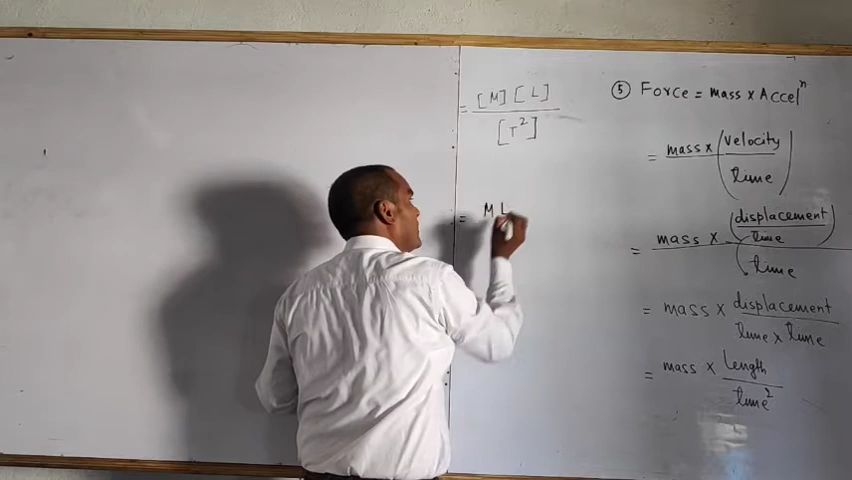 ⑤ Force = mass x Accelⁿ
= mass x (velocity / time)
= mass x (displacement / time) / (time)
= mass x displacement / time x time
= mass x length / time²
= [M] [L] / [T²]
= M L